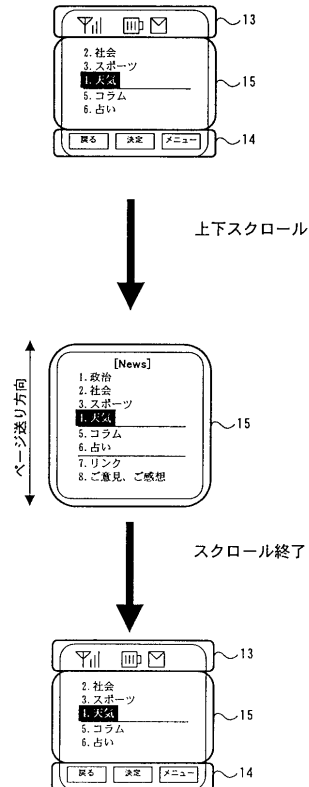 13
2.社会
3.スポーツ
4.天気
15
5.コラム
6.占い
戻る 決定 メニュー
14
上下スクロール
[News]
1.政治
2.社会
3.スポーツ
4.天気
5.コラム
6.占い
7.リンク
8.ご意見、ご感想
15
ページ送り方向
スクロール終了
13
2.社会
3.スポーツ
4.天気
15
5.コラム
6.占い
戻る 決定 メニュー
14